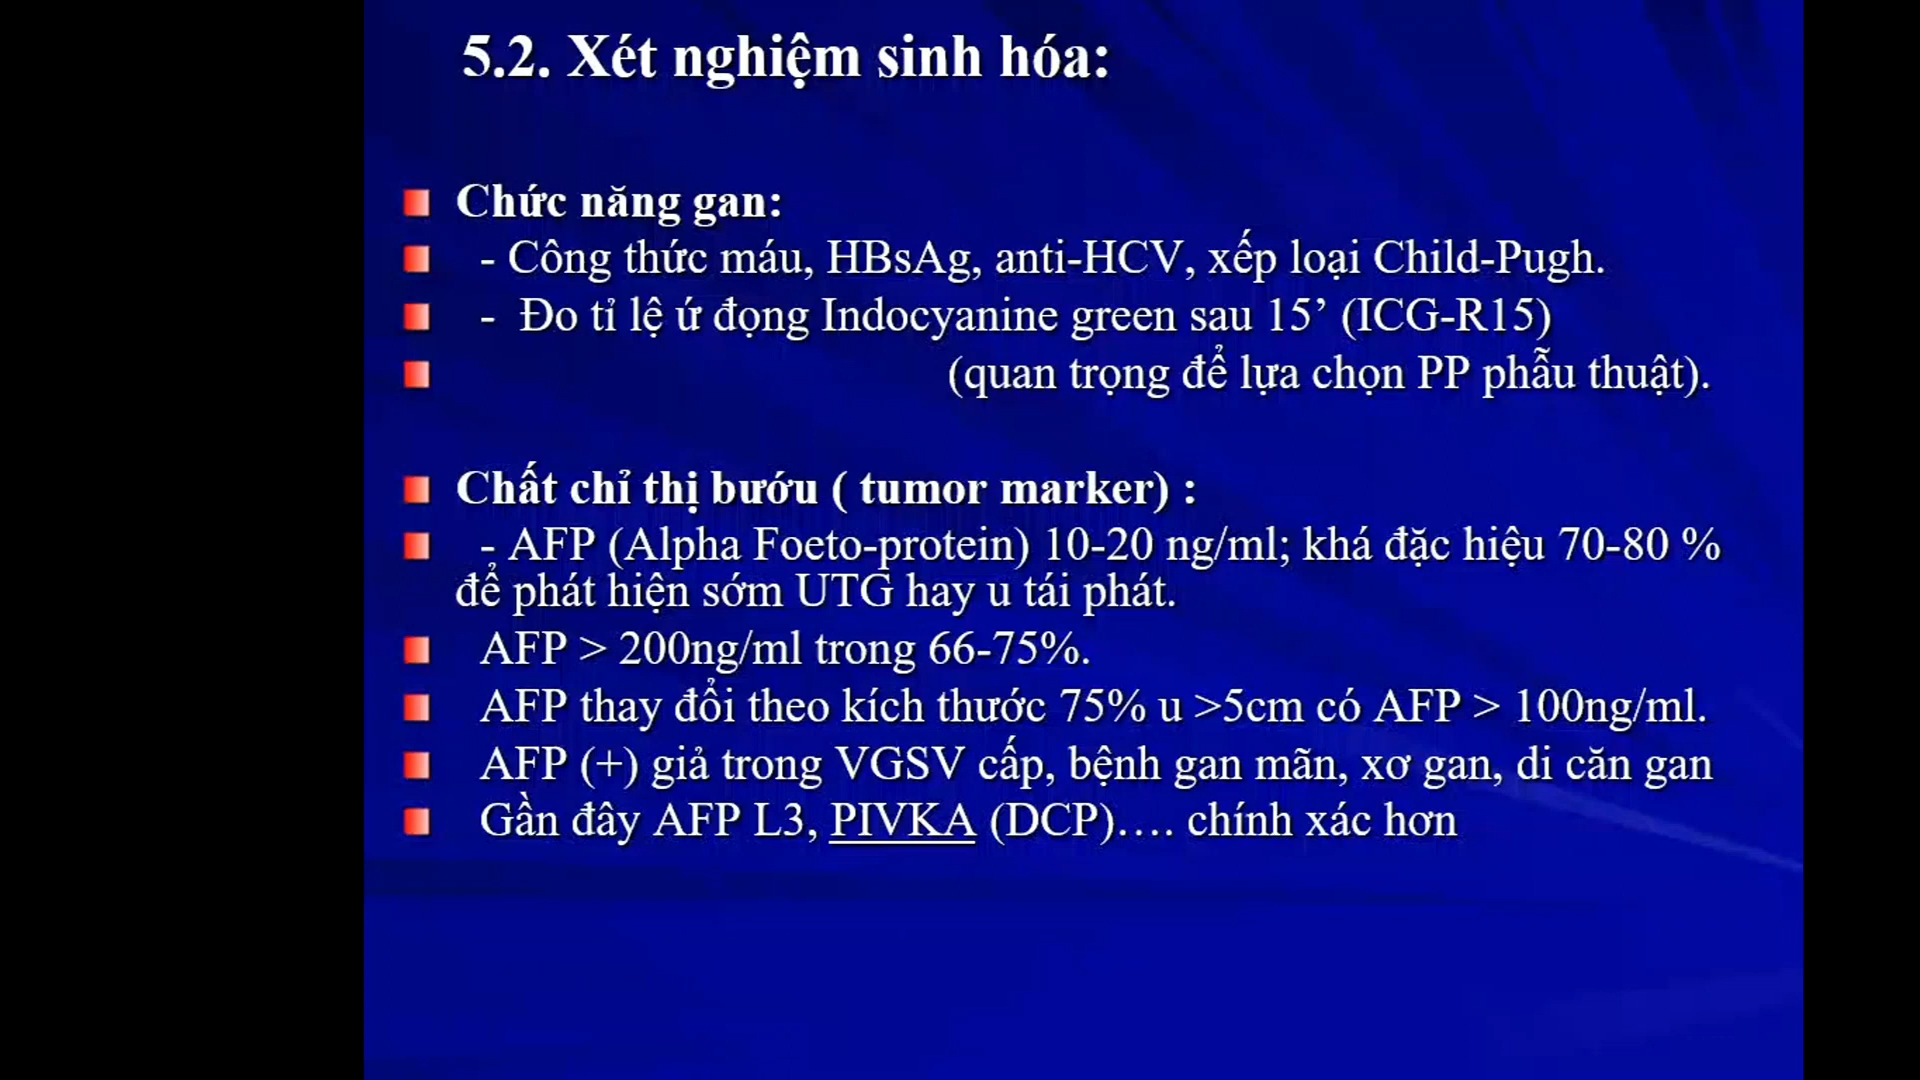 5.2. Xét nghiệm sinh hóa:
Chức năng gan:
- Công thức máu, HBsAg, anti-HCV, xếp loại Child-Pugh.
- Đo tỉ lệ ứ đọng Indocyanine green sau 15’ (ICG-R15)
(quan trọng để lựa chọn PP phẫu thuật).
Chất chỉ thị bướu ( tumor marker) :
- AFP (Alpha Foeto-protein) 10-20 ng/ml; khá đặc hiệu 70-80 %
để phát hiện sớm UTG hay u tái phát.
AFP > 200ng/ml trong 66-75%.
AFP thay đổi theo kích thước 75% u >5cm có AFP > 100ng/ml.
AFP (+) giả trong VGSV cấp, bệnh gan mãn, xơ gan, di căn gan
Gần đây AFP L3, PIVKA (DCP)…. chính xác hơn